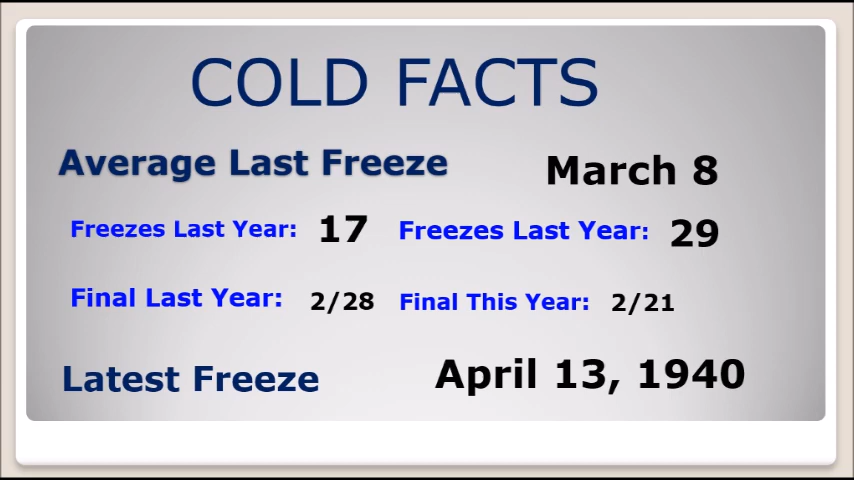 COLD FACTS
Average Last Freeze March 8
Freezes Last Year: 17 Freezes Last Year: 29
Final Last Year: 2/28 Final This Year: 2/21
Latest Freeze April 13, 1940